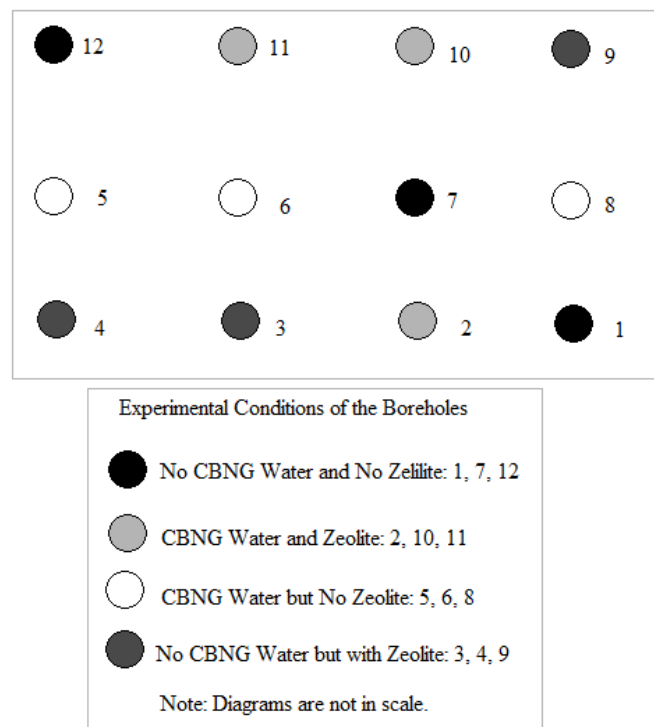 12 11 10 9
5 6 7 8
4 3 2 1
Experimental Conditions of the Boreholes
No CBNG Water and No Zelilite: 1, 7, 12
CBNG Water and Zeolite: 2, 10, 11
CBNG Water but No Zeolite: 5, 6, 8
No CBNG Water but with Zeolite: 3, 4, 9
Note: Diagrams are not in scale.